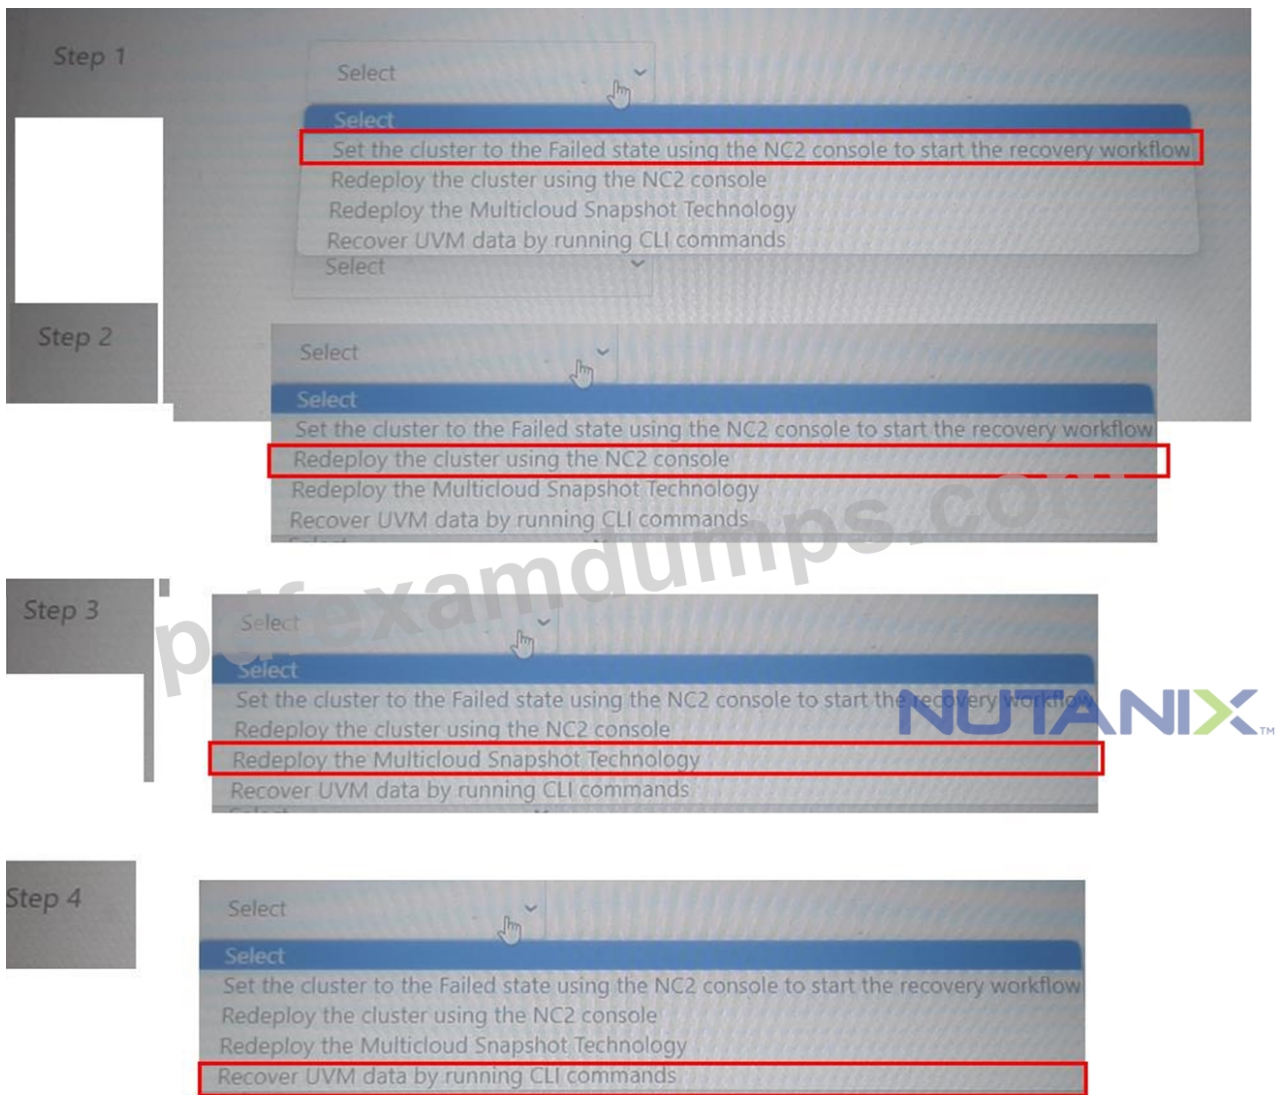 Step 1
Select
Select
Set the cluster to the Failed state using the NC2 console to start the recovery workflow
Redeploy the cluster using the NC2 console
Redeploy the Multicloud Snapshot Technology
Recover UVM data by running CLI commands
Select
Step 2
Select
Select
Set the cluster to the Failed state using the NC2 console to start the recovery workflow
Redeploy the cluster using the NC2 console
Redeploy the Multicloud Snapshot Technology
Recover UVM data by running CLI commands
Select
pdfexamdumps.com
Step 3
Select
Select
Set the cluster to the Failed state using the NC2 console to start the recovery workflow
Redeploy the cluster using the NC2 console
NUTANIX™
Redeploy the Multicloud Snapshot Technology
Recover UVM data by running CLI commands
Select
Step 4
Select
Select
Set the cluster to the Failed state using the NC2 console to start the recovery workflow
Redeploy the cluster using the NC2 console
Redeploy the Multicloud Snapshot Technology
Recover UVM data by running CLI commands